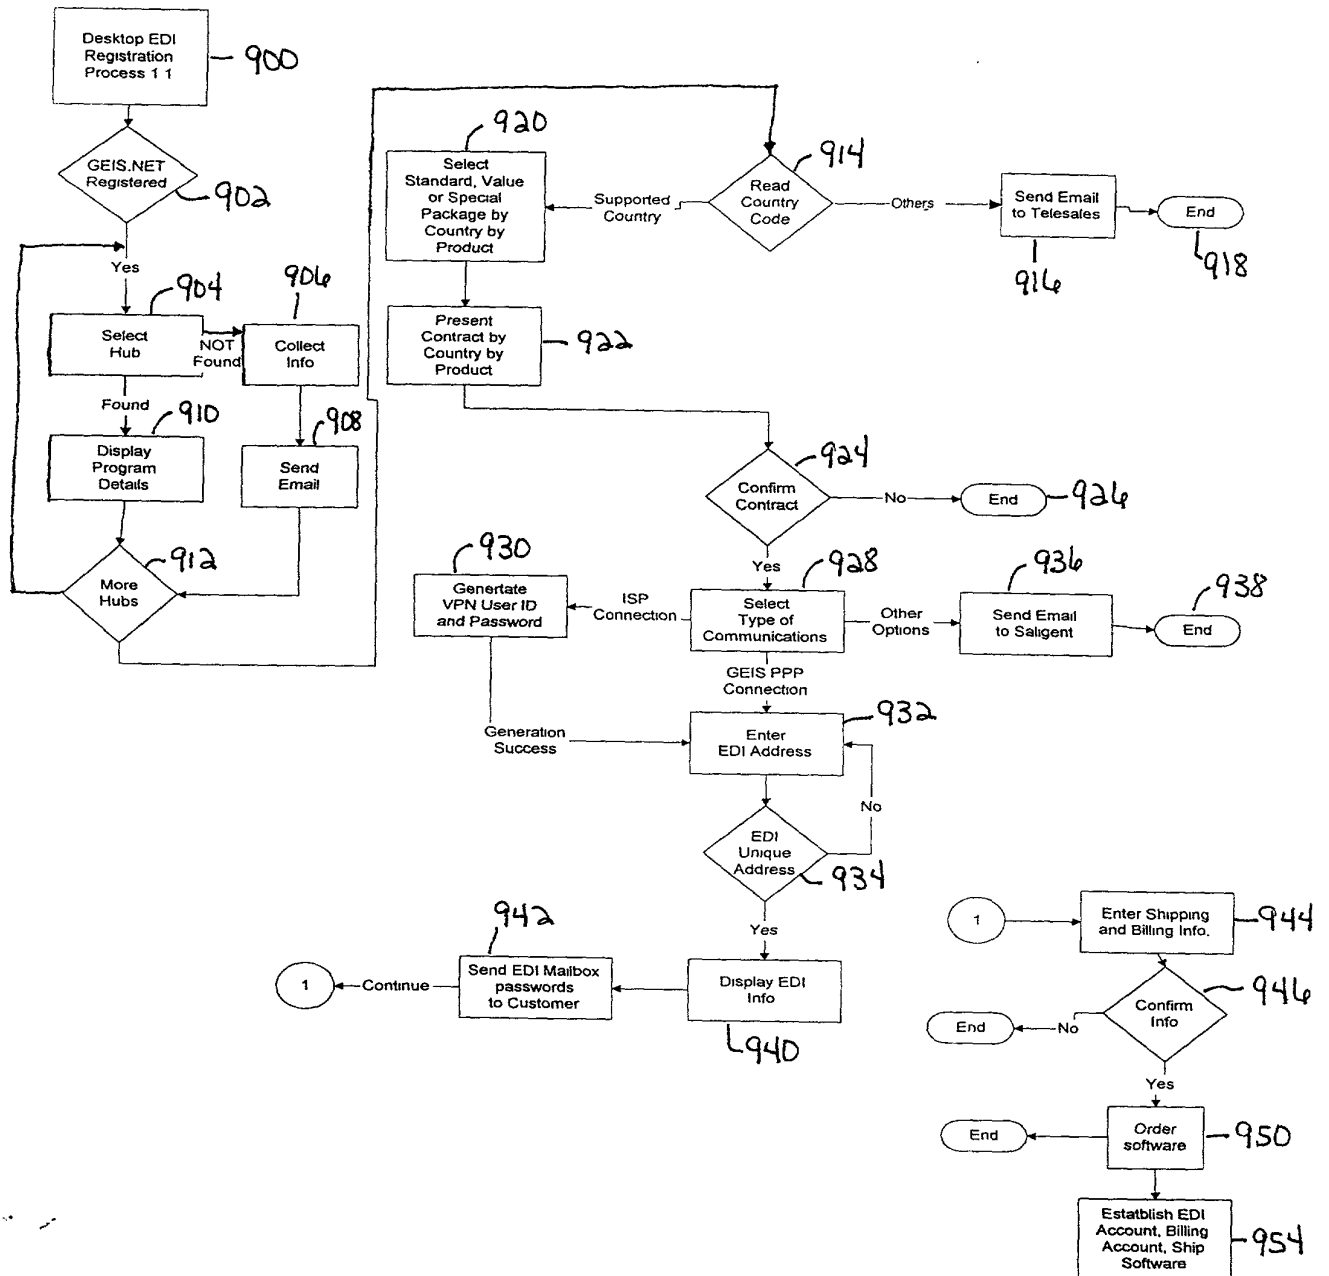 Desktop EDI
Registration
Process 1 1
900
GEIS.NET
Registered
902
Yes
904
Select
Hub
NOT
Found
906
Collect
Info
Found
910
Display
Program
Details
908
Send
Email
912
More
Hubs
920
Select
Standard, Value
or Special
Package by
Country by
Product
Supported
Country
914
Read
Country
Code
Others
Send Email
to Telesales
916
End
918
Present
Contract by
Country by
Product
922
924
Confirm
Contract
No
End
926
Yes
930
Genertate
VPN User ID
and Password
ISP
Connection
928
Select
Type of
Communications
Other
Options
936
Send Email
to Saligent
938
End
GEIS PPP
Connection
Generation
Success
932
Enter
EDI Address
No
EDI
Unique
Address
934
Yes
942
1
Continue
Send EDI Mailbox
passwords
to Customer
Display EDI
Info
940
1
Enter Shipping
and Billing Info.
944
946
Confirm
Info
No
End
Yes
End
Order
software
950
Estatblish EDI
Account, Billing
Account, Ship
Software
954